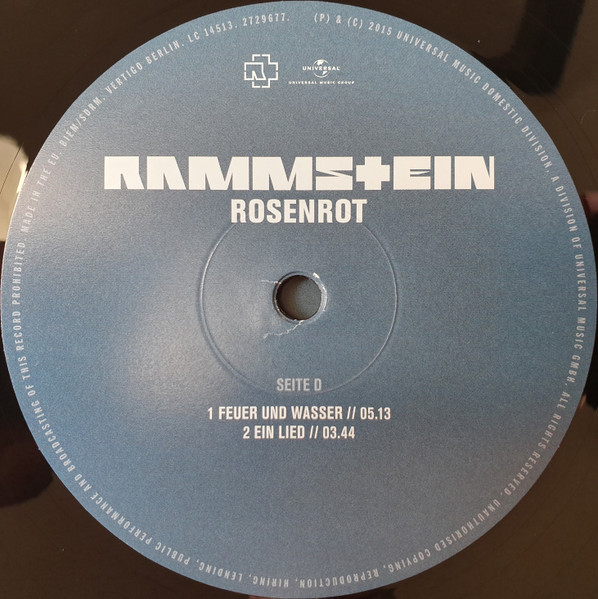 MADE IN THE EU. BIEM/SDRM. VERTIGO BERLIN. LC 14513. 2729677. (P) & (C) 2015 UNIVERSAL MUSIC DOMESTIC DIVISION, A DIVISION OF UNIVERSAL MUSIC GMBH. ALL RIGHTS RESERVED. UNAUTHORISED COPYING, REPRODUCTION, HIRING, LENDING, PUBLIC PERFORMANCE AND BROADCASTING OF THIS RECORD PROHIBITED.
UNIVERSAL
UNIVERSAL MUSIC GROUP
RAMMSTEIN
ROSENROT
SEITE D
1 FEUER UND WASSER // 05.13
2 EIN LIED // 03.44